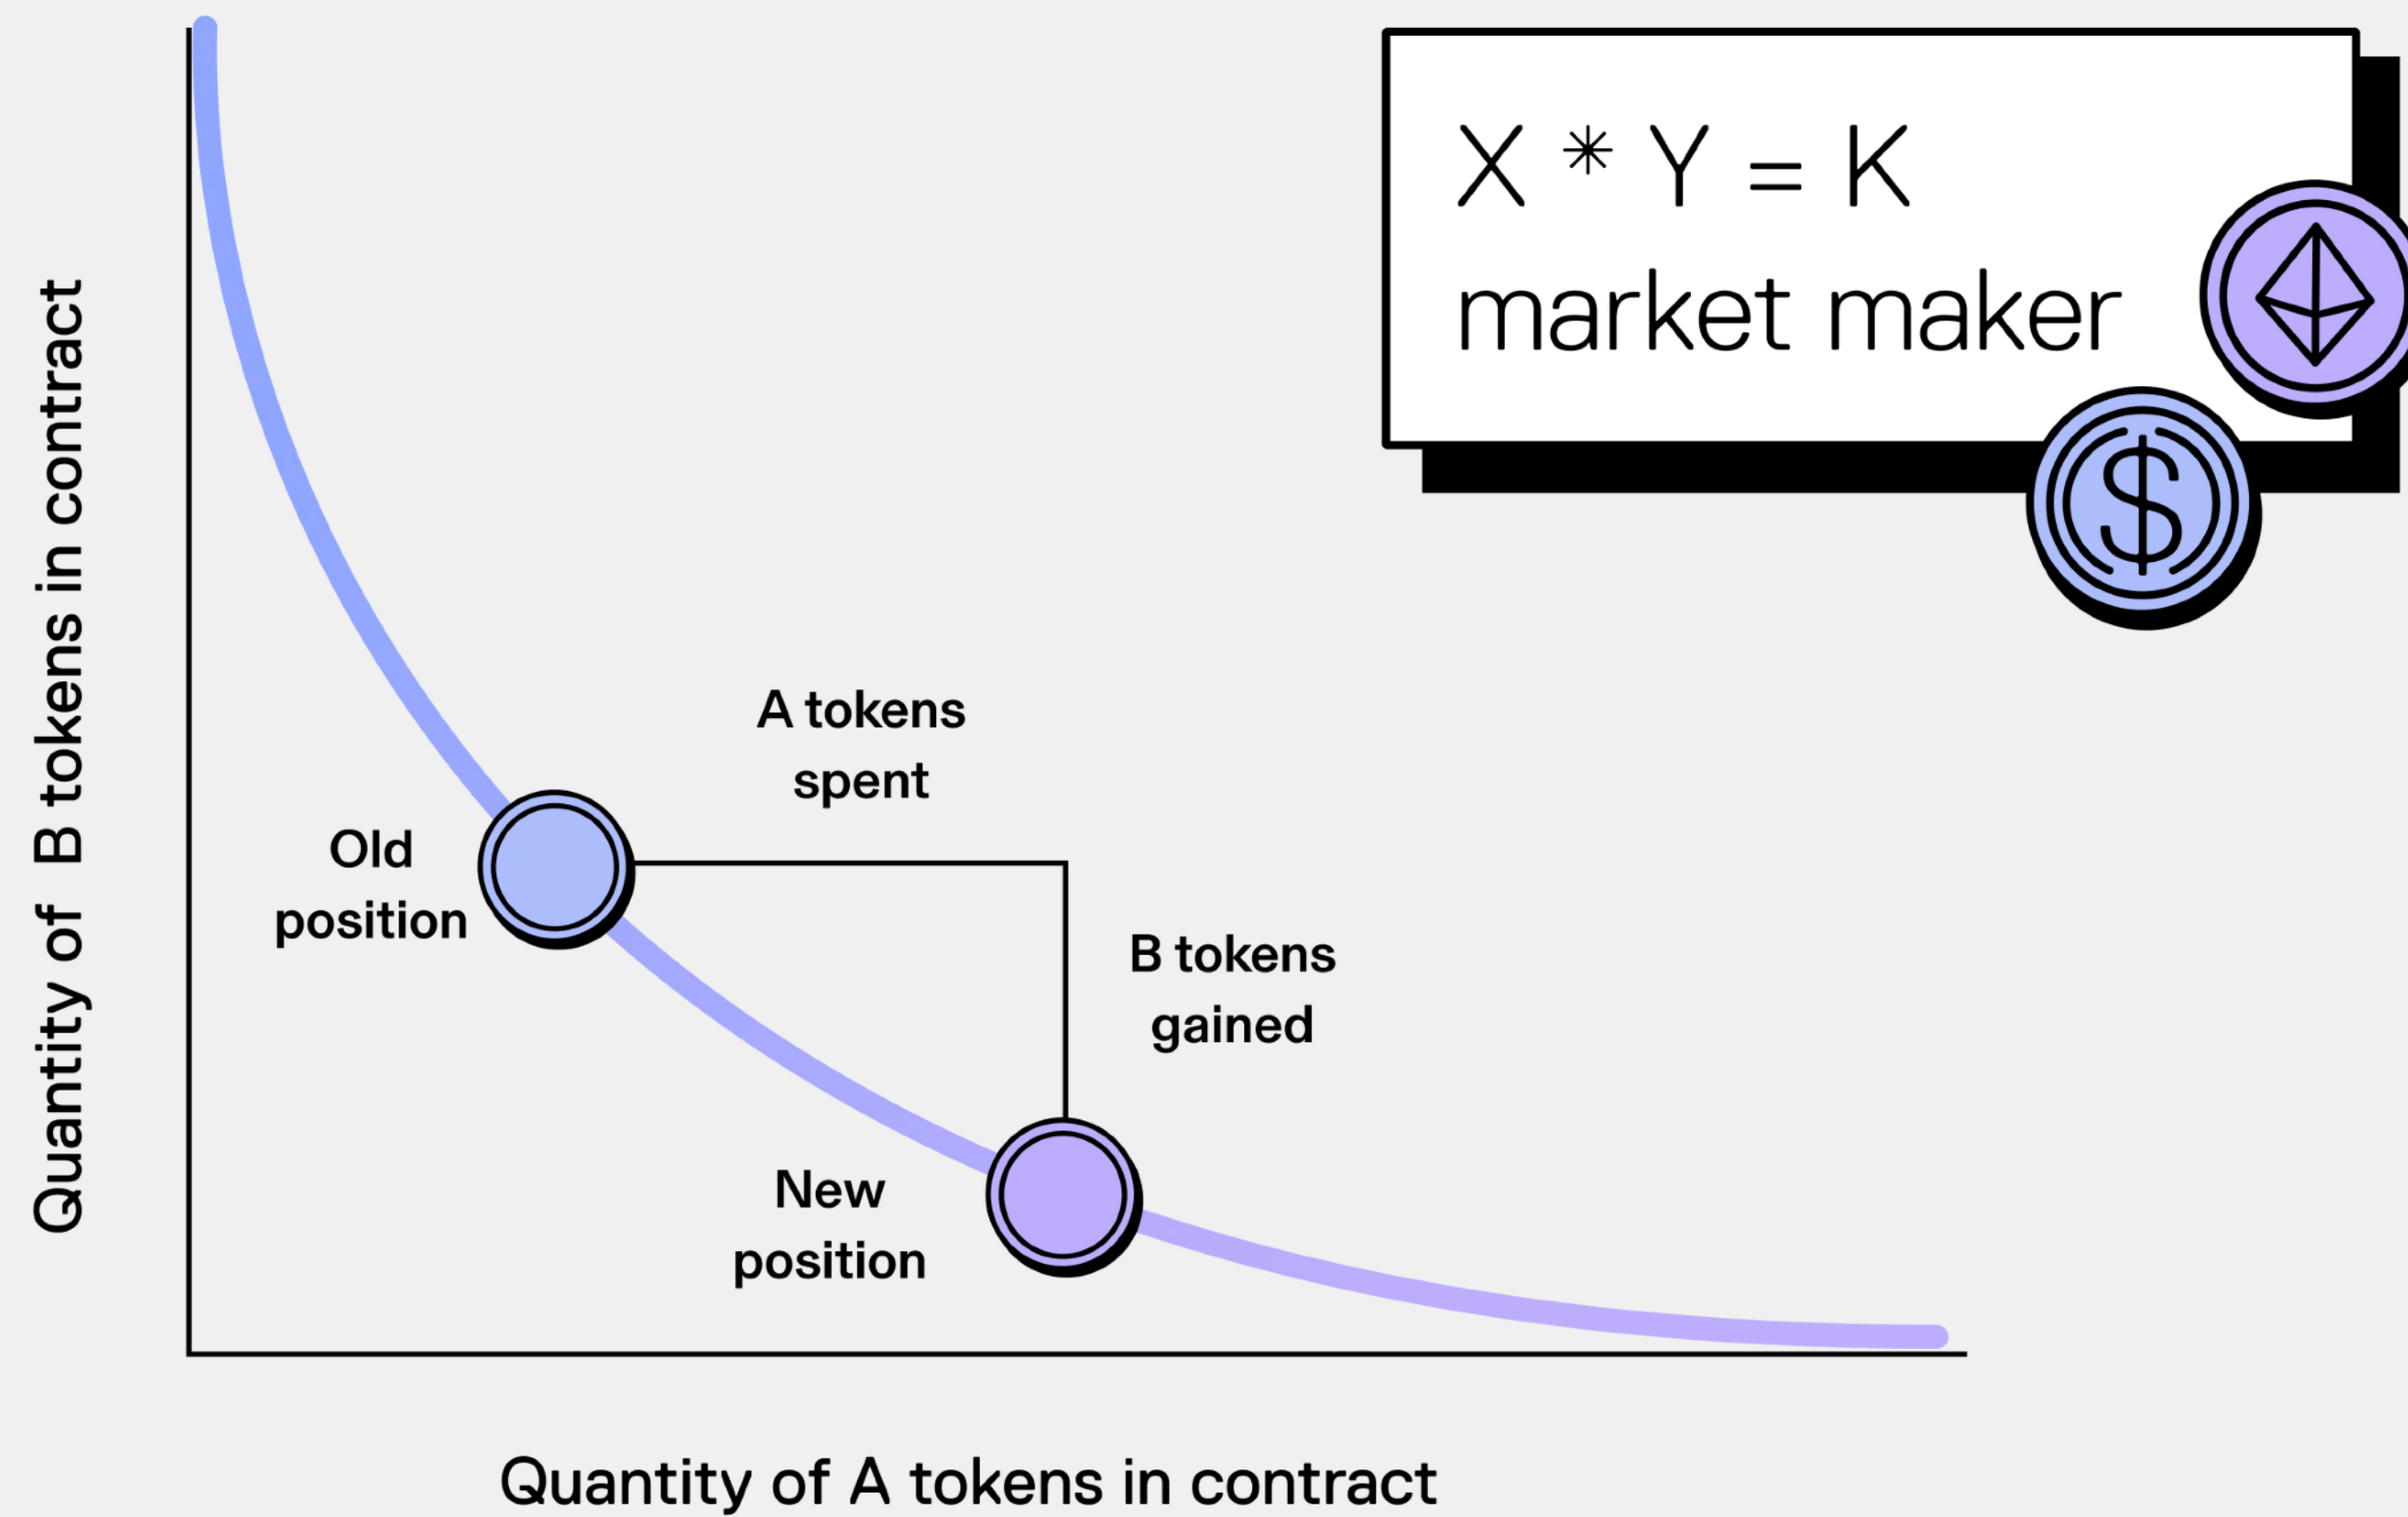 X * Y = K
market maker
$
Quantity of B tokens in contract
A tokens
spent
Old
position
B tokens
gained
New
position
Quantity of A tokens in contract